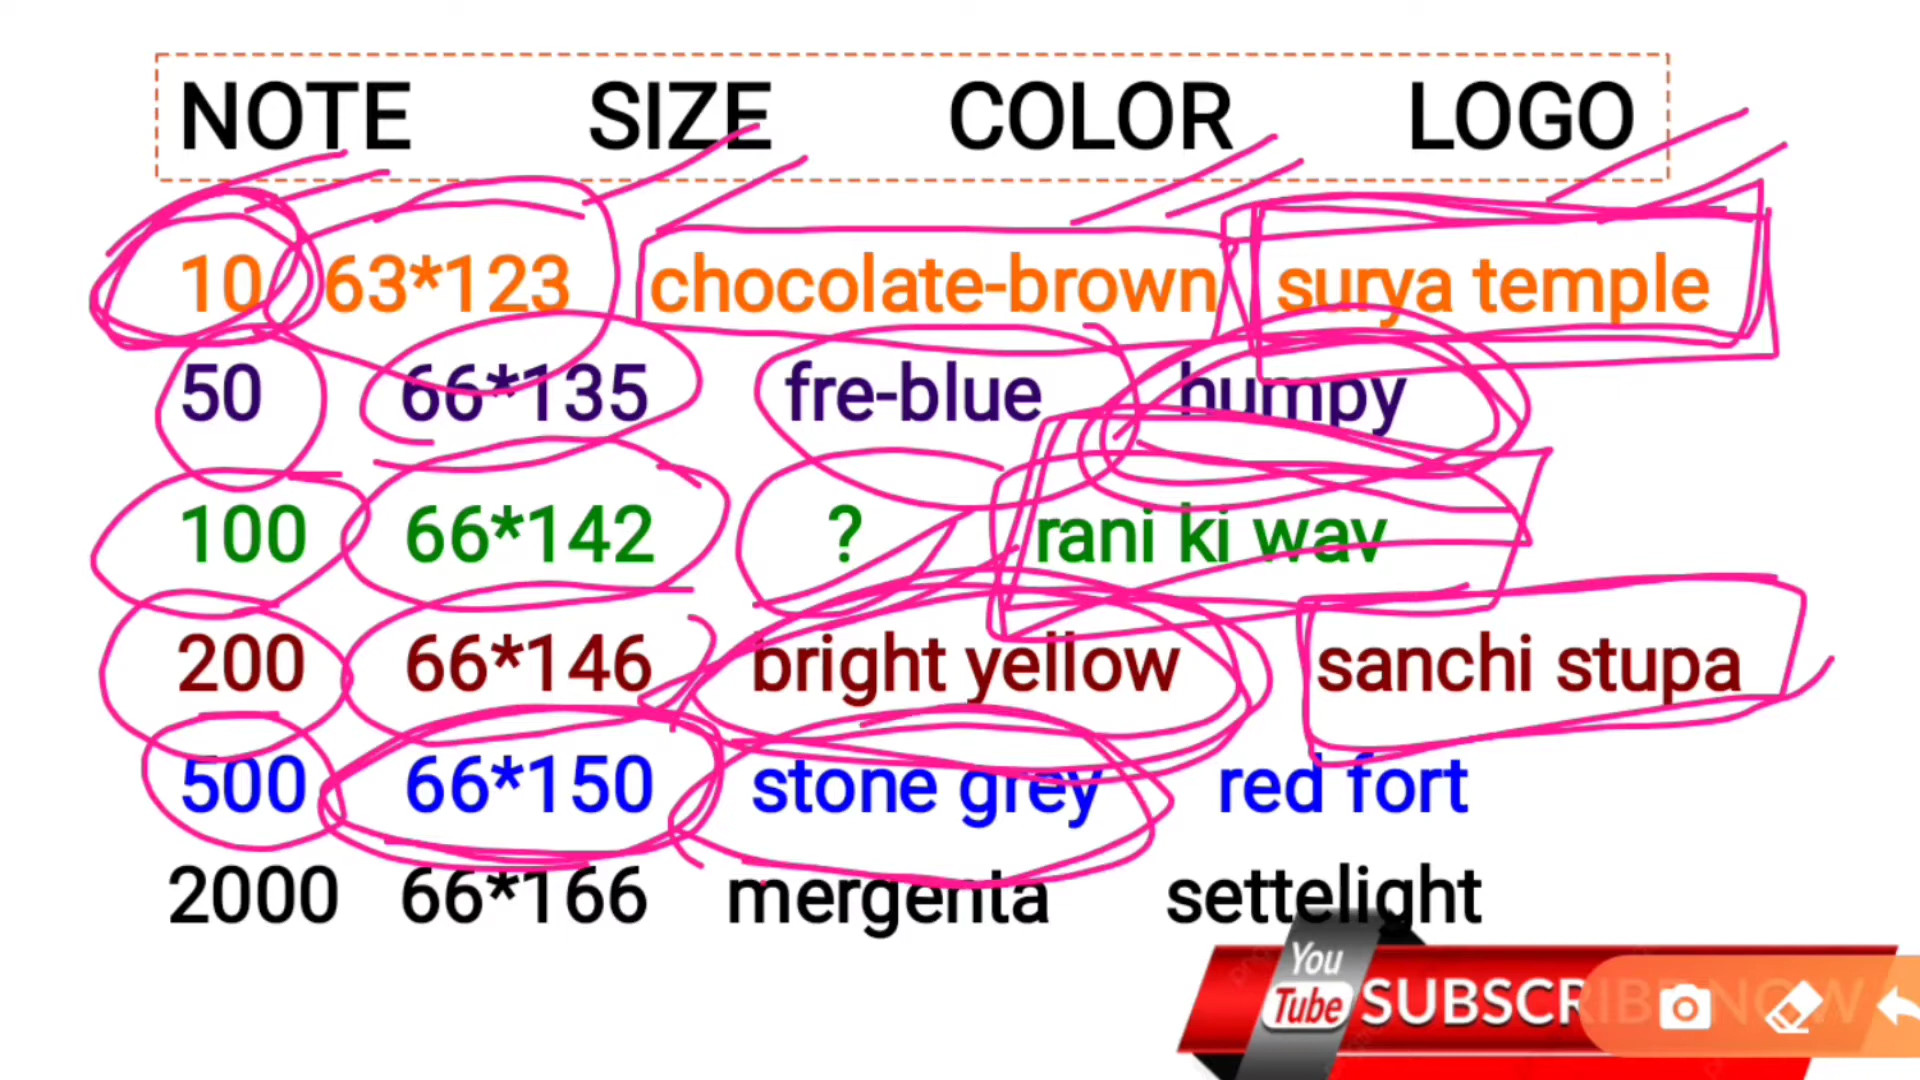 NOTE SIZE COLOR LOGO
10 63*123 chocolate-brown surya temple
50 66*135 fre-blue humpy
100 66*142 ? rani ki wav
200 66*146 bright yellow sanchi stupa
500 66*150 stone grey red fort
2000 66*166 mergenta settelight
You
Tube SUBSCRIBE NOW